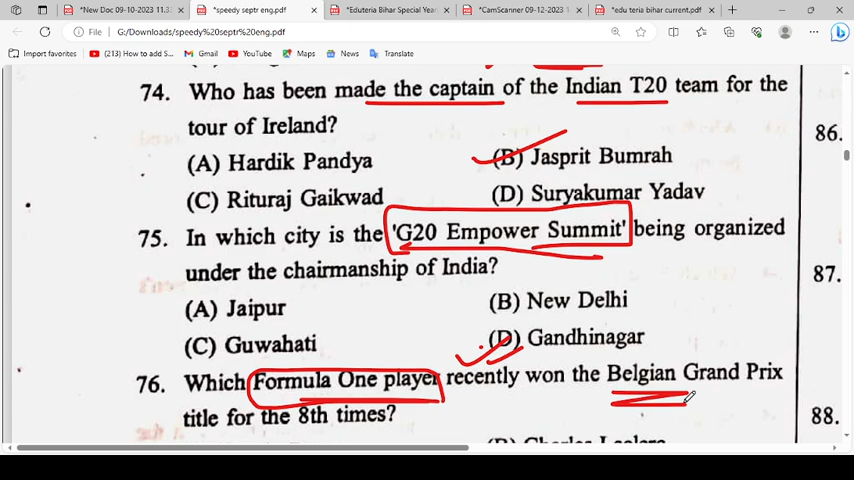 *New Doc 09-10-2023 11.3
*speedy septr eng.pdf
*Eduteria Bihar Special Year
*CamScanner 09-12-2023 1
*edu teria bihar current.pdf
File
G:/Downloads/speedy%20septr%20eng.pdf
Import favorites
(213) How to add S...
Gmail
YouTube
Maps
News
Translate
74. Who has been made the captain of the Indian T20 team for the
tour of Ireland?
86.
(A) Hardik Pandya (B) Jasprit Bumrah
(C) Rituraj Gaikwad (D) Suryakumar Yadav
75. In which city is the 'G20 Empower Summit' being organized
under the chairmanship of India?
87.
(A) Jaipur (B) New Delhi
(C) Guwahati (D) Gandhinagar
76. Which Formula One player recently won the Belgian Grand Prix
title for the 8th times?
88.